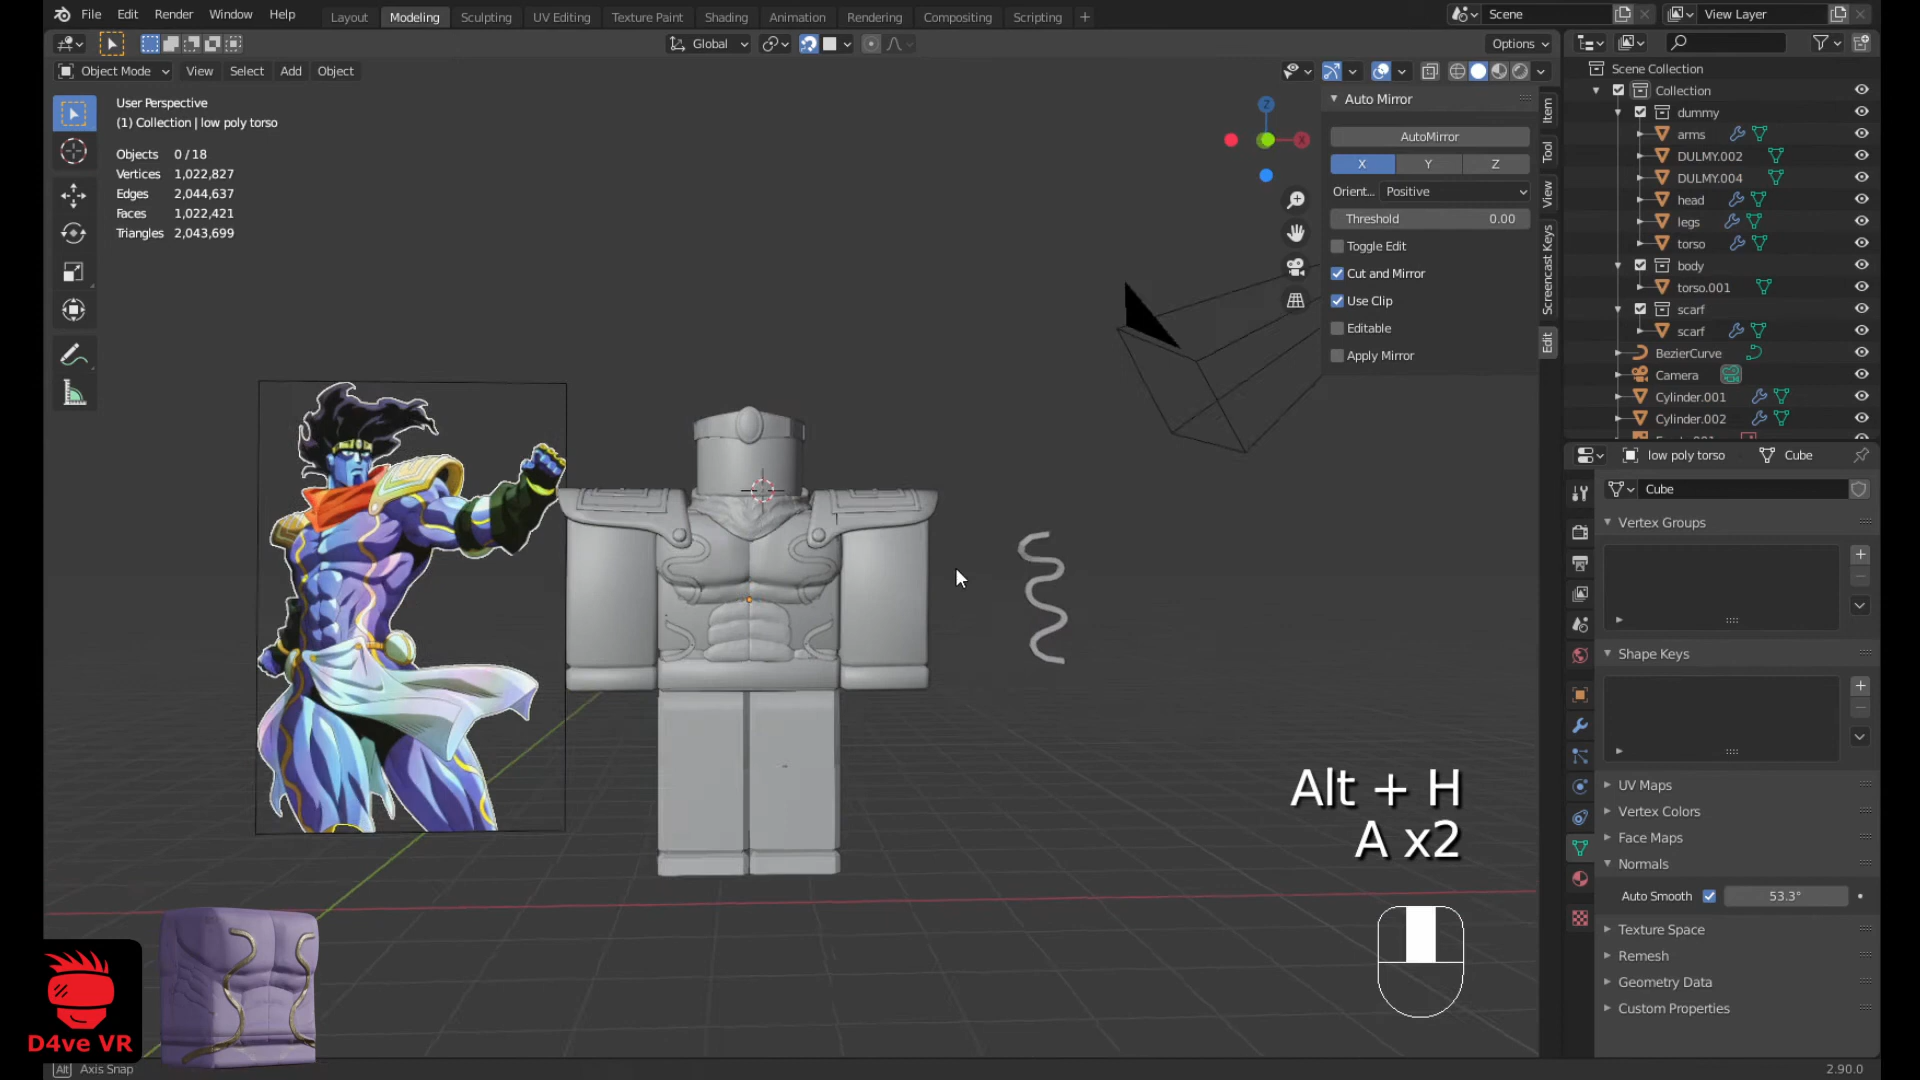 File Edit Render Window Help Layout Modeling Sculpting UV Editing Texture Paint Shading Animation Rendering Compositing Scripting + Scene View Layer
Global Options
Object Mode View Select Add Object
User Perspective
(1) Collection | low poly torso
Objects 0 / 18
Vertices 1,022,827
Edges 2,044,637
Faces 1,022,421
Triangles 2,043,699
Z
X
Auto Mirror
AutoMirror
X Y Z
Orient... Positive
Threshold 0.00
Toggle Edit
Cut and Mirror
Use Clip
Editable
Apply Mirror
Item
Tool
View
Screencast Keys
Edit
Scene Collection
Collection
dummy
arms
DULMY.002
DULMY.004
head
legs
torso
body
torso.001
scarf
scarf
BezierCurve
Camera
Cylinder.001
Cylinder.002
low poly torso Cube
Cube
Vertex Groups
Shape Keys
UV Maps
Vertex Colors
Face Maps
Normals
Auto Smooth 53.3°
Texture Space
Remesh
Geometry Data
Custom Properties
Alt + H
A x2
D4ve VR
Alt Axis Snap
2.90.0